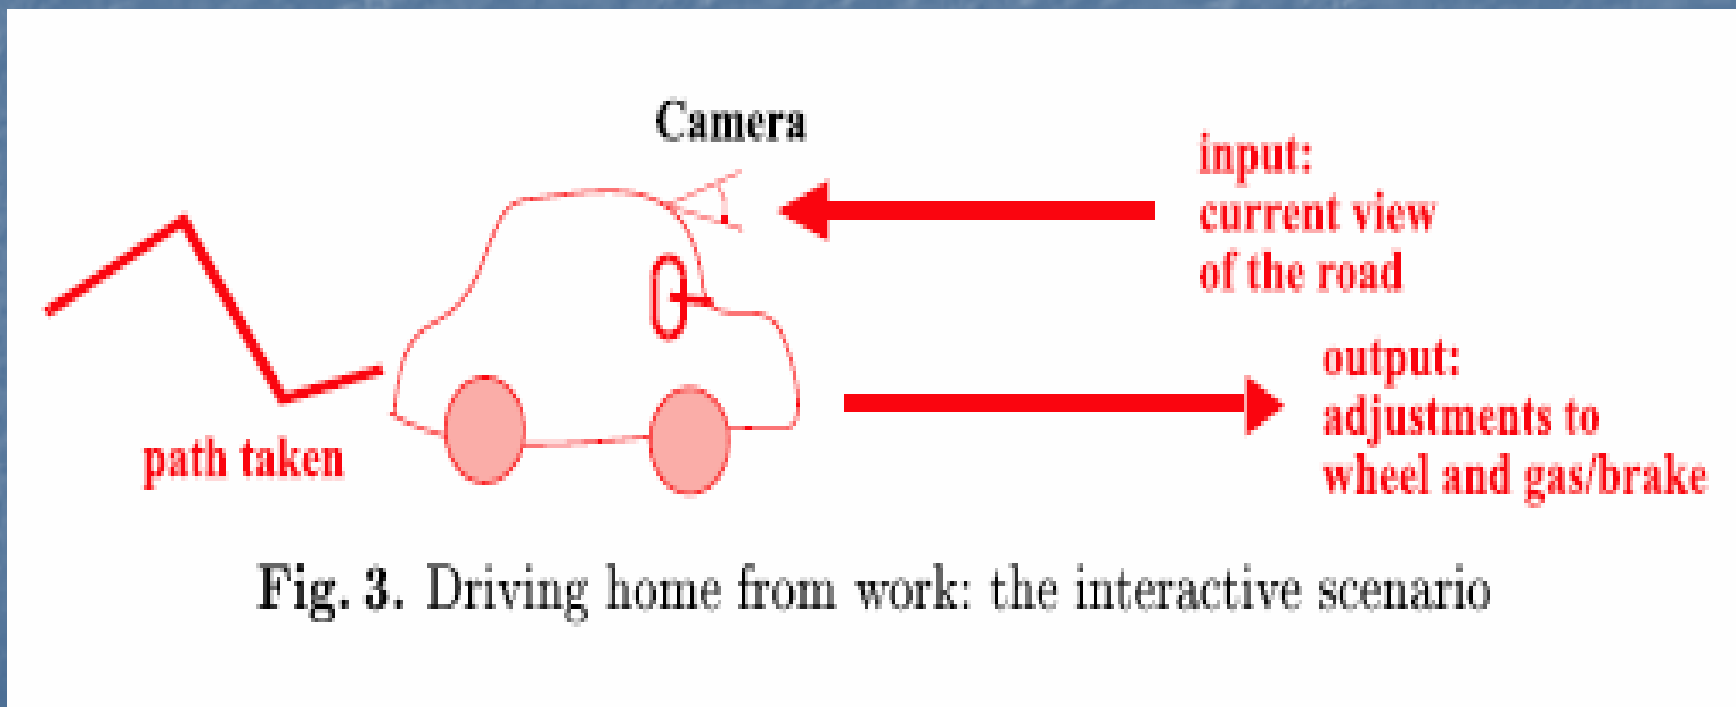 Camera
input:
current view
of the road
output:
adjustments to
wheel and gas/brake
path taken
Fig. 3. Driving home from work: the interactive scenario